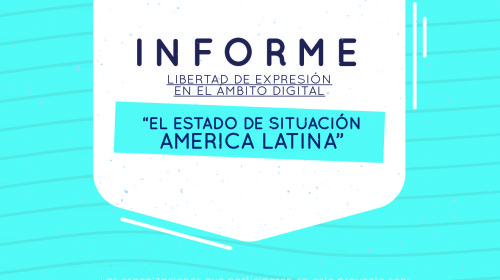 INFORME
LIBERTAD DE EXPRESIÓN
EN EL ÁMBITO DIGITAL
“EL ESTADO DE SITUACIÓN
AMERICA LATINA”